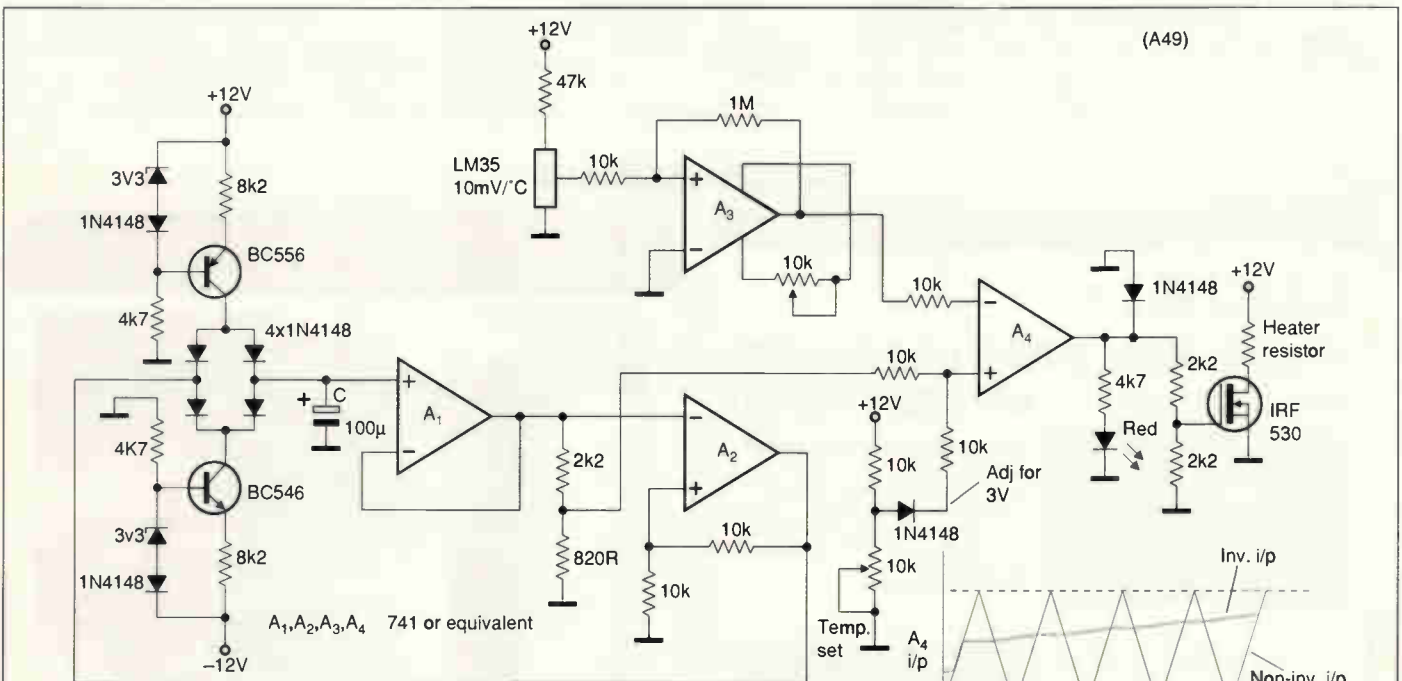 (A49)
+12V
47k
LM35
10mV/°C
10k
1M
A3
10k
+12V
3V3
8k2
1N4148
BC556
4k7
4x1N4148
+ C
100µ
A1
4K7
BC546
3v3
8k2
1N4148
-12V
A1,A2,A3,A4 741 or equivalent
2k2
820R
A2
10k
10k
10k
+12V
10k
10k
Adj for
3V
1N4148
10k
Temp.
set
10k
A4
1N4148
+12V
Heater
resistor
2k2
4k7
IRF
530
Red
2k2
Inv. i/p
A4
i/p
Non-inv. i/p